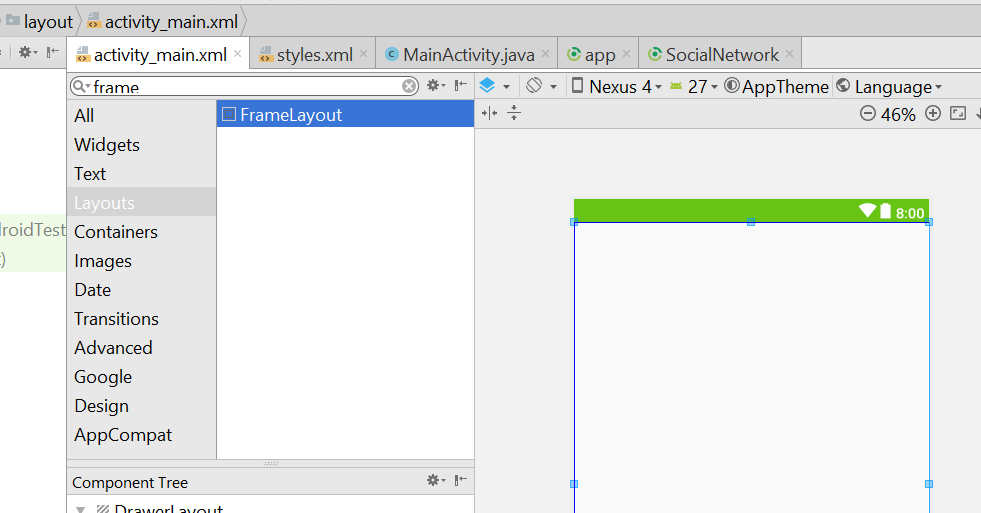 layout activity_main.xml
activity_main.xml styles.xml MainActivity.java app SocialNetwork
frame
Nexus 4 27 AppTheme Language
All
FrameLayout
46%
Widgets
Text
Layouts
Containers
Images
Date
Transitions
Advanced
Google
Design
AppCompat
roidTest
)
8:00
Component Tree
DrawerLayout